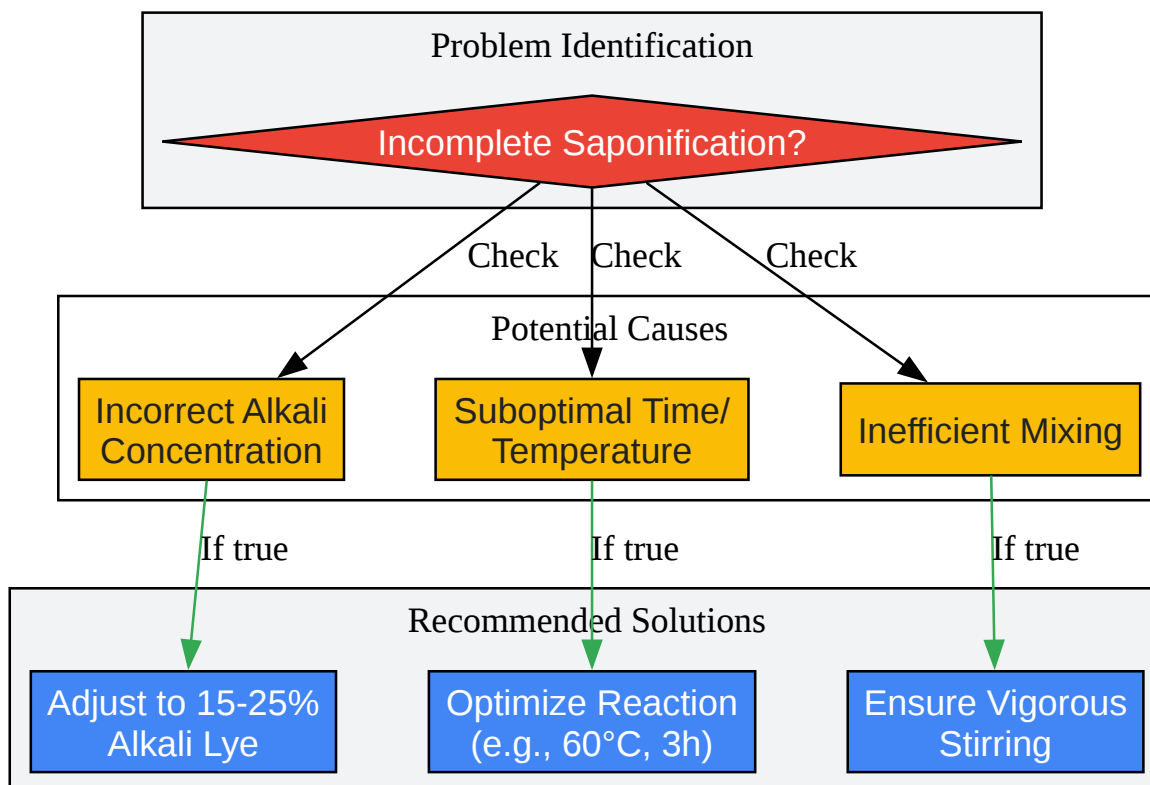 Problem Identification
Incomplete Saponification?
Check
Check
Check
Potential Causes
Incorrect Alkali
Concentration
Suboptimal Time/
Temperature
Inefficient Mixing
If true
If true
If true
Recommended Solutions
Adjust to 15-25%
Alkali Lye
Optimize Reaction
(e.g., 60°C, 3h)
Ensure Vigorous
Stirring